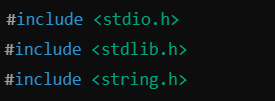 #include <stdio.h>
#include <stdlib.h>
#include <string.h>